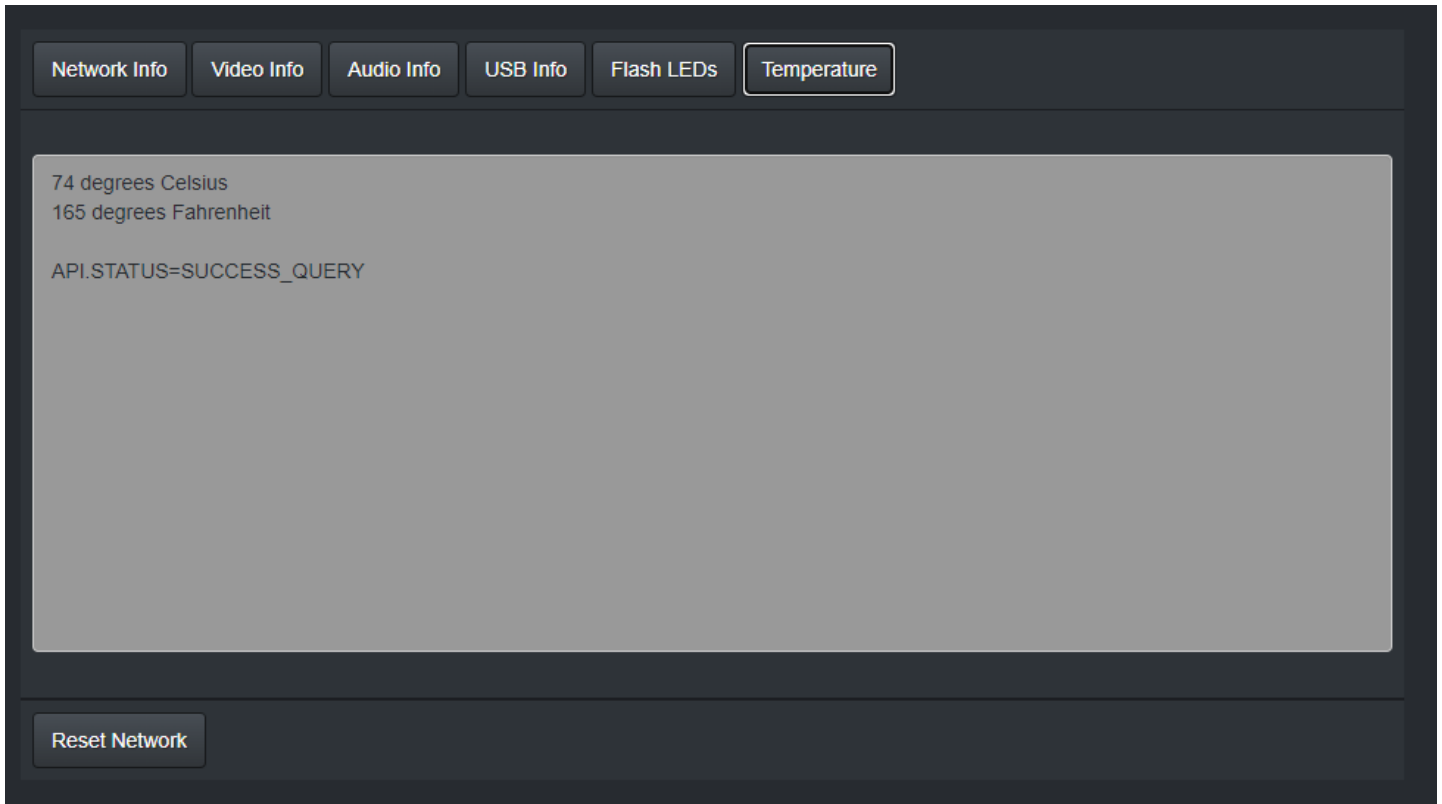 Network Info Video Info Audio Info USB Info Flash LEDs Temperature
74 degrees Celsius
165 degrees Fahrenheit
API.STATUS=SUCCESS_QUERY
Reset Network